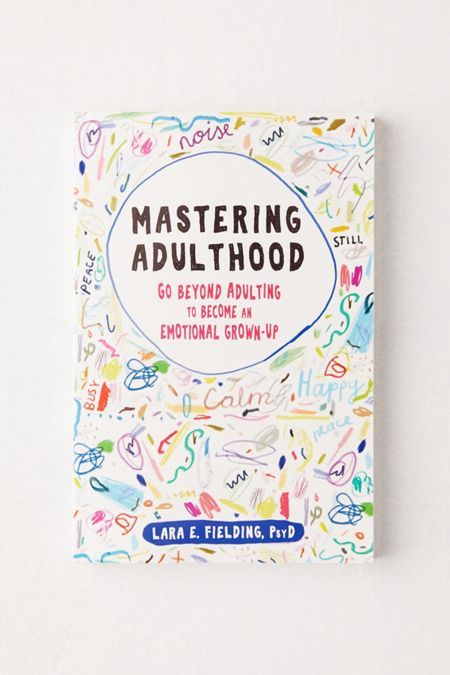 noise
MASTERING
ADULTHOOD
GO BEYOND ADULTING
TO BECOME AN
EMOTIONAL GROWN-UP
STILL
PEACE
BUSY
Calm
Happy
peace
LARA E. FIELDING, PSYD